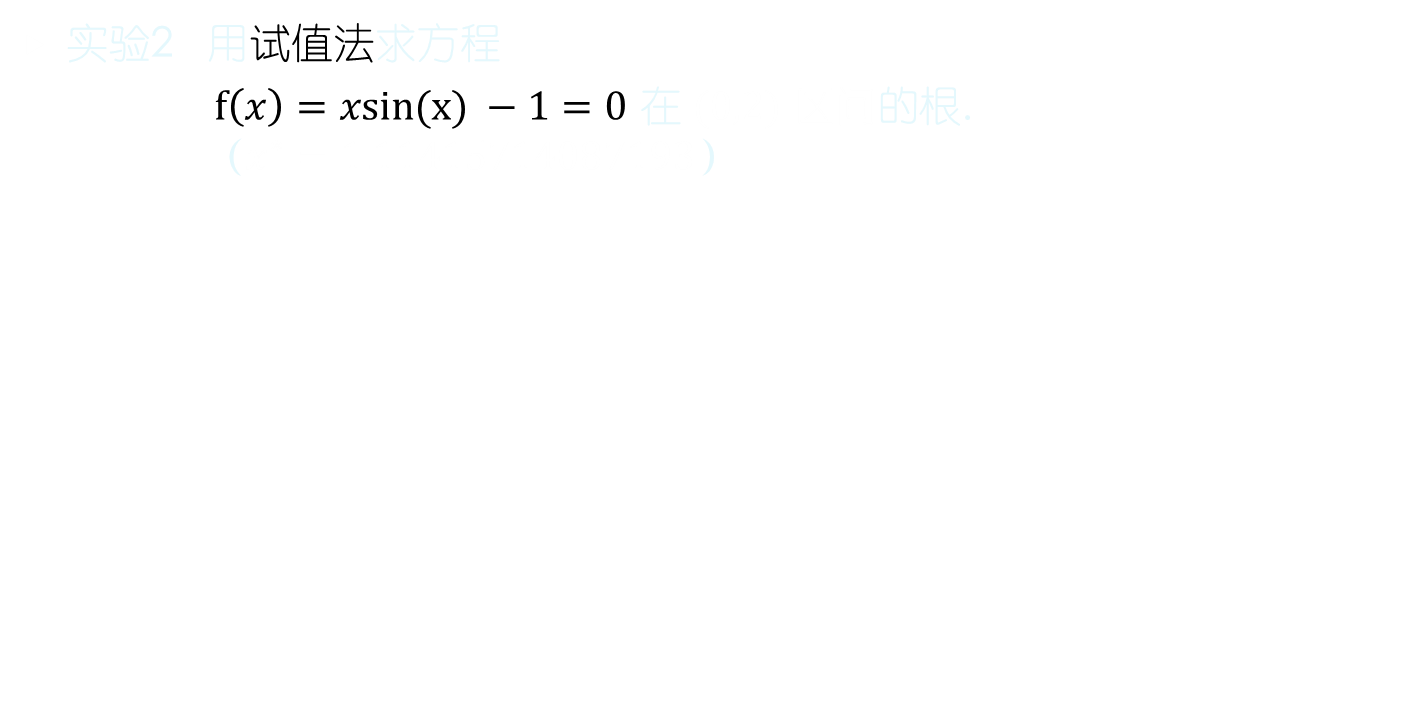 实验2 用试值法求方程
f(x) = xsin(x) − 1 = 0 在 的根.
( )